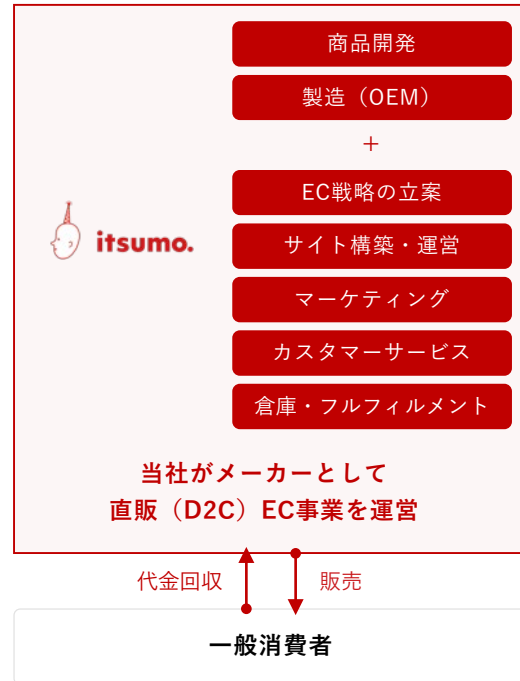 商品開発
製造（OEM）
+
EC戦略の立案
サイト構築・運営
itsumo.
マーケティング
カスタマーサービス
倉庫・フルフィルメント
当社がメーカーとして
直販（D2C）EC事業を運営
代金回収
販売
一般消費者